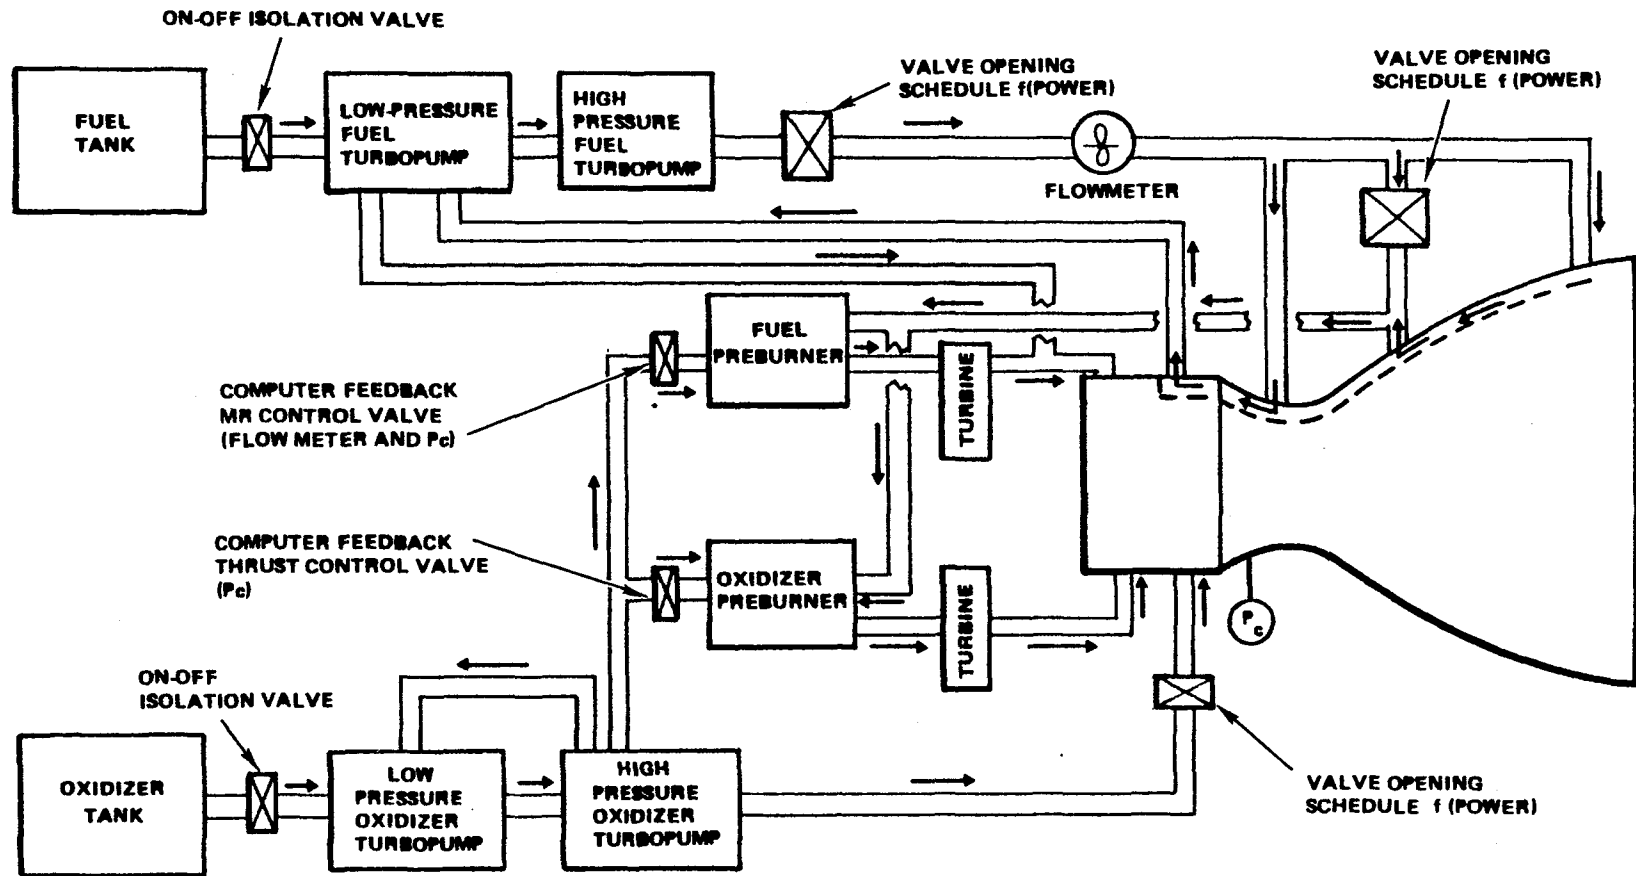 ON-OFF ISOLATION VALVE
FUEL
TANK
LOW-PRESSURE
FUEL
TURBOPUMP
HIGH
PRESSURE
FUEL
TURBOPUMP
VALVE OPENING
SCHEDULE f(POWER)
FLOWMETER
VALVE OPENING
SCHEDULE f (POWER)
FUEL
PREBURNER
TURBINE
COMPUTER FEEDBACK
MR CONTROL VALVE
(FLOW METER AND Pc)
COMPUTER FEEDBACK
THRUST CONTROL VALVE
(Pc)
OXIDIZER
PREBURNER
TURBINE
Pc
ON-OFF
ISOLATION VALVE
OXIDIZER
TANK
LOW
PRESSURE
OXIDIZER
TURBOPUMP
HIGH
PRESSURE
OXIDIZER
TURBOPUMP
VALVE OPENING
SCHEDULE f (POWER)